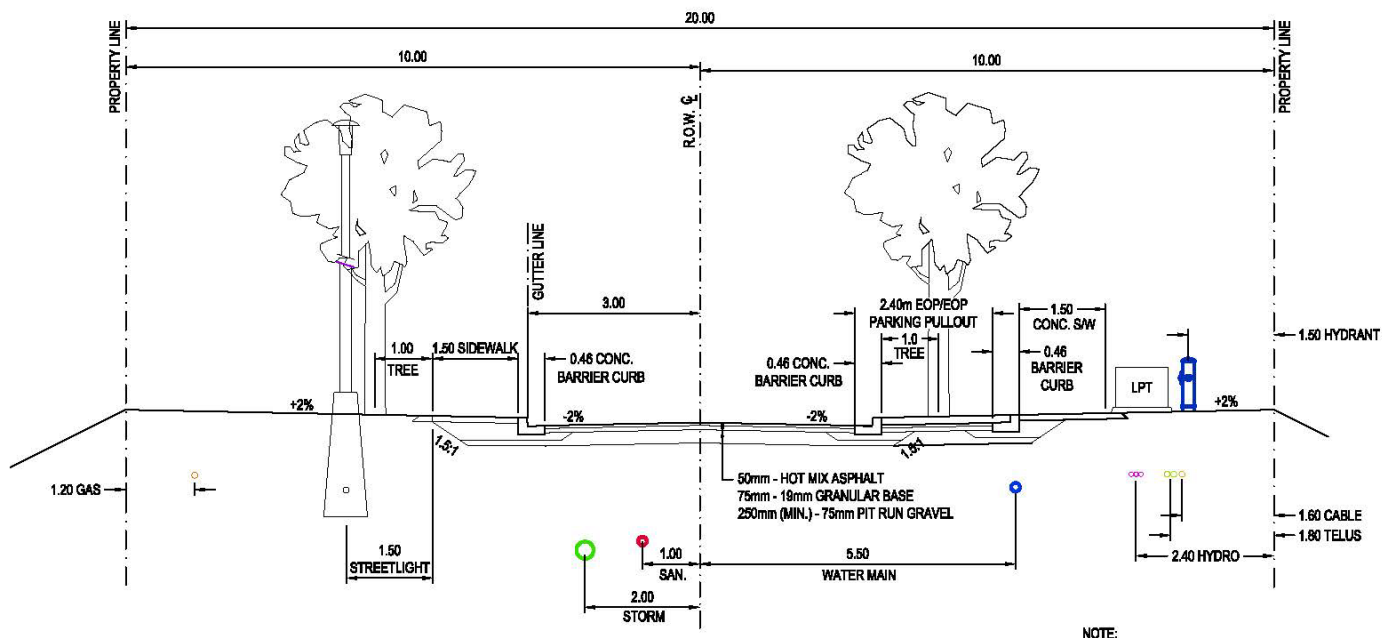 20.00
PROPERTY LINE
PROPERTY LINE
10.00
10.00
R.O.W. ℄
GUTTER LINE
3.00
2.40m EOP/EOP
PARKING PULLOUT
1.50
CONC. S/W
1.50 HYDRANT
1.00
TREE
1.50 SIDEWALK
0.46 CONC.
BARRIER CURB
0.46 CONC.
BARRIER CURB
1.0
TREE
0.46
BARRIER
CURB
LPT
+2%
-2%
-2%
+2%
1.5:1
1.5:1
50mm - HOT MIX ASPHALT
75mm - 19mm GRANULAR BASE
250mm (MIN.) - 75mm PIT RUN GRAVEL
1.20 GAS
1.50
STREETLIGHT
1.00
SAN.
2.00
STORM
5.50
WATER MAIN
1.60 CABLE
1.80 TELUS
2.40 HYDRO
NOTE: